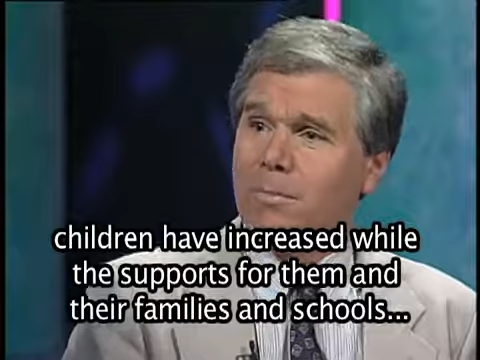 children have increased while
the supports for them and
their families and schools...